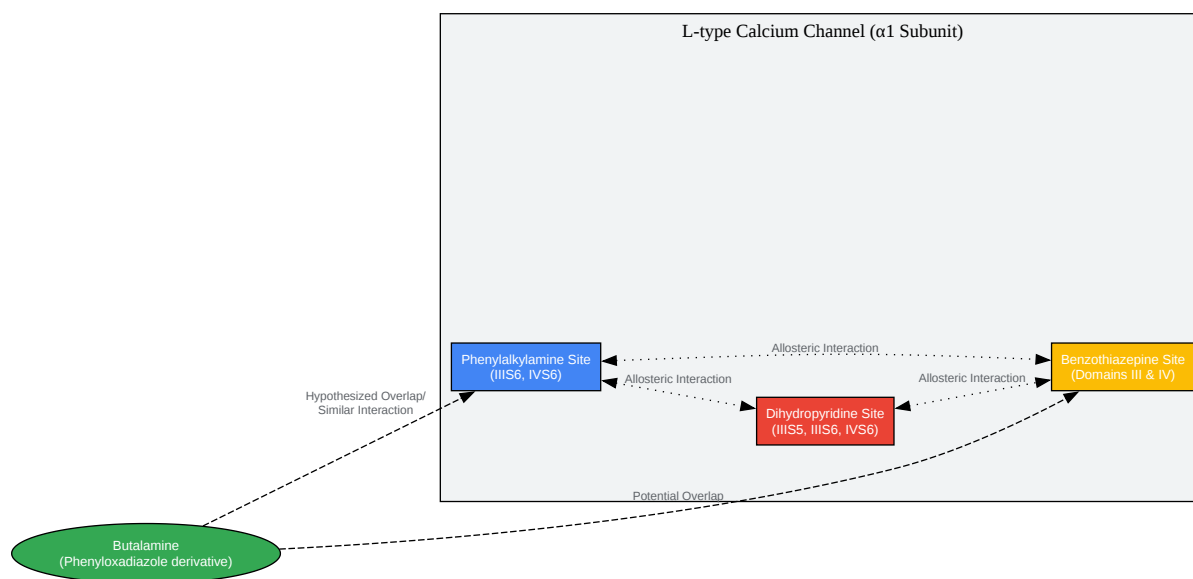 L-type Calcium Channel (α1 Subunit)
Allosteric Interaction
Phenylalkylamine Site
(IIIS6, IVS6)
Benzothiazepine Site
(Domains III & IV)
Allosteric Interaction
Allosteric Interaction
Hypothesized Overlap/
Similar Interaction
Dihydropyridine Site
(IIIS5, IIIS6, IVS6)
Potential Overlap
Butalamine
(Phenyloxadiazole derivative)